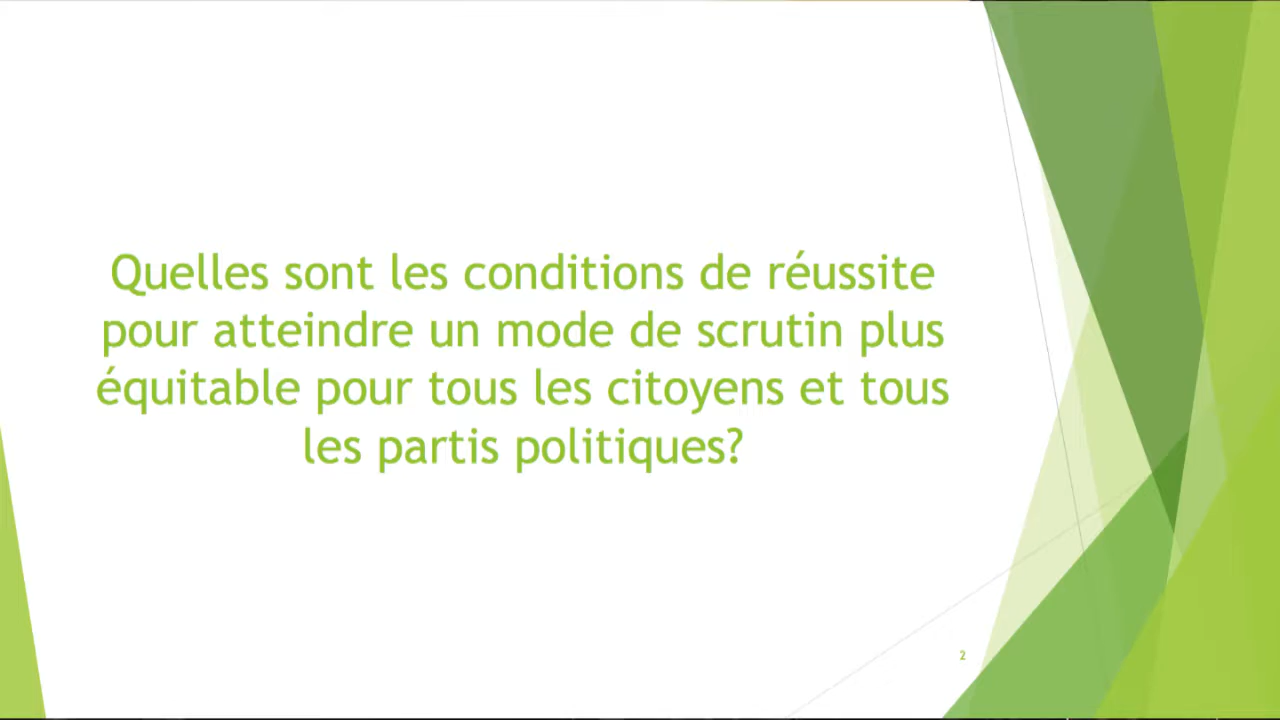 Quelles sont les conditions de réussite
pour atteindre un mode de scrutin plus
équitable pour tous les citoyens et tous
les partis politiques?
2